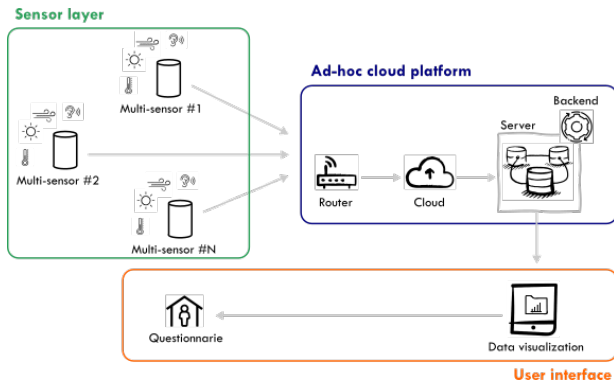 Sensor layer
Multi-sensor #1
Multi-sensor #2
Multi-sensor #N
Ad-hoc cloud platform
Backend
Server
Router
Cloud
Questionnarie
Data visualization
User interface